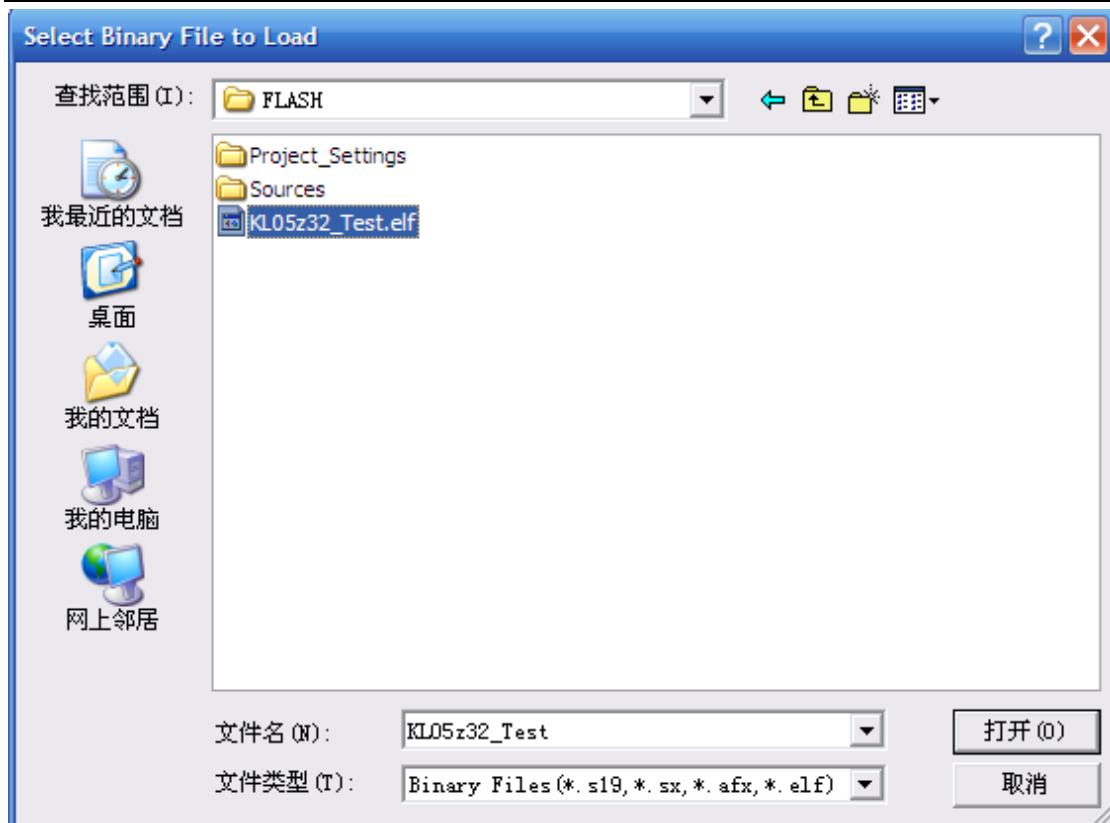 Select Binary File to Load
查找范围(I): FLASH
Project_Settings
Sources
KL05z32_Test.elf
我最近的文档
桌面
我的文档
我的电脑
网上邻居
文件名(N): KL05z32_Test 打开(O)
文件类型(T): Binary Files(*.s19,*.sx,*.afx,*.elf) 取消